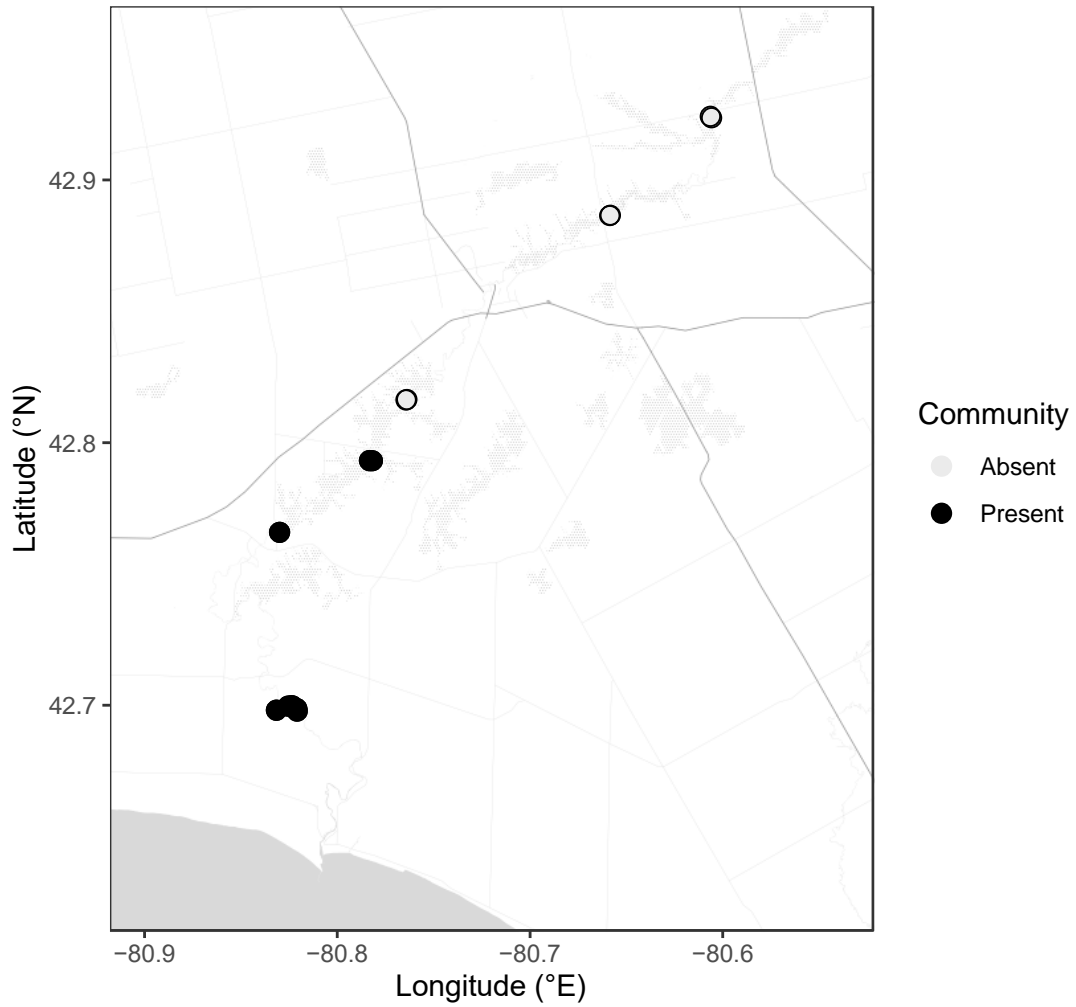 42.9
42.8
42.7
Latitude (°N)
−80.9
−80.8
−80.7
−80.6
Longitude (°E)
Community
Absent
Present